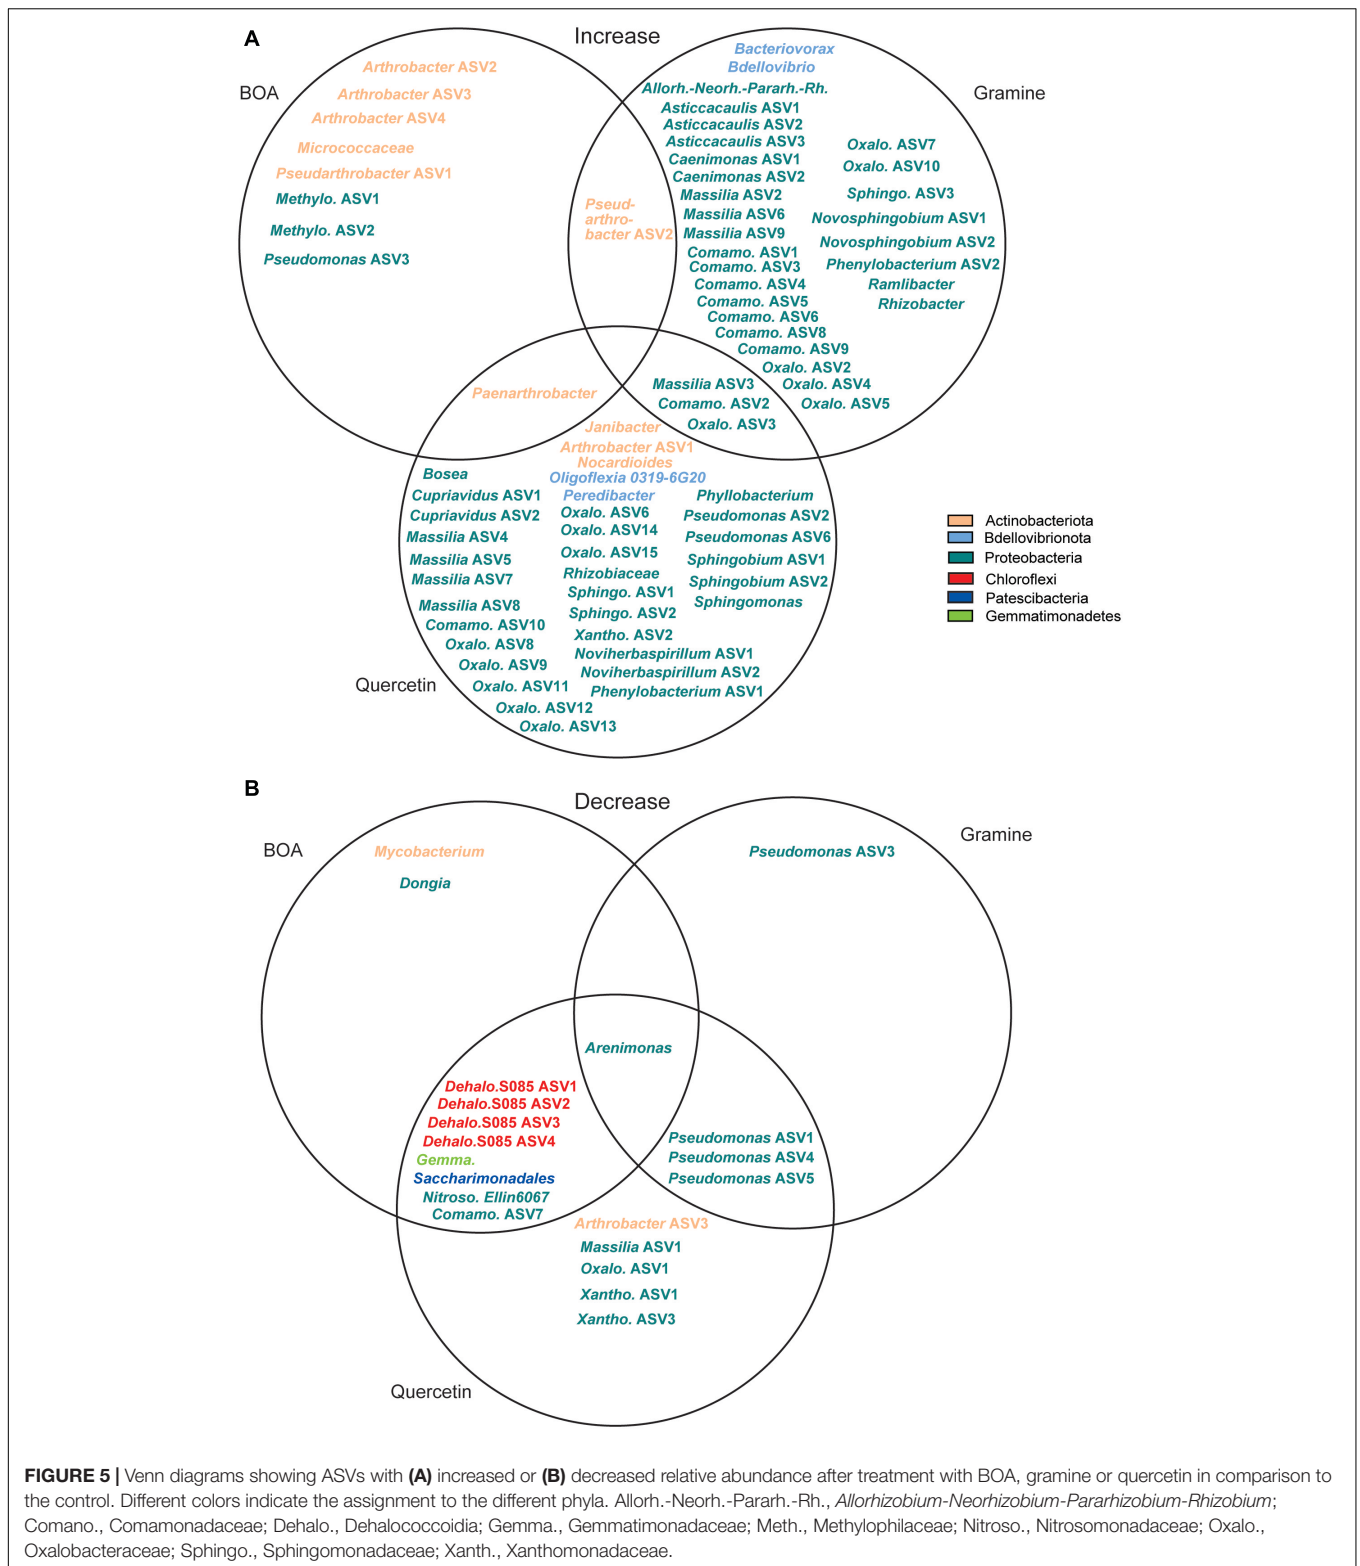 A
Increase
BOA
Gramine
Arthrobacter ASV2
Arthrobacter ASV3
Arthrobacter ASV4
Micrococcaceae
Pseudarthrobacter ASV1
Methylo. ASV1
Methylo. ASV2
Pseudomonas ASV3
Pseud-
arthro-
bacter ASV2
Bacteriovorax
Bdellovibrio
Allorh.-Neorh.-Pararh.-Rh.
Asticcacaulis ASV1
Asticcacaulis ASV2
Asticcacaulis ASV3
Caenimonas ASV1
Caenimonas ASV2
Massilia ASV2
Massilia ASV6
Massilia ASV9
Comamo. ASV1
Comamo. ASV3
Comamo. ASV4
Comamo. ASV5
Comamo. ASV6
Comamo. ASV8
Comamo. ASV9
Oxalo. ASV2
Oxalo. ASV4
Oxalo. ASV5
Oxalo. ASV7
Oxalo. ASV10
Sphingo. ASV3
Novosphingobium ASV1
Novosphingobium ASV2
Phenylobacterium ASV2
Ramlibacter
Rhizobacter
Paenarthrobacter
Massilia ASV3
Comamo. ASV2
Oxalo. ASV3
Janibacter
Arthrobacter ASV1
Nocardioides
Oligoflexia 0319-6G20
Peredibacter
Bosea
Cupriavidus ASV1
Cupriavidus ASV2
Massilia ASV4
Massilia ASV5
Massilia ASV7
Massilia ASV8
Comamo. ASV10
Oxalo. ASV8
Oxalo. ASV9
Oxalo. ASV11
Oxalo. ASV12
Oxalo. ASV13
Oxalo. ASV6
Oxalo. ASV14
Oxalo. ASV15
Rhizobiaceae
Sphingo. ASV1
Sphingo. ASV2
Xantho. ASV2
Noviherbaspirillum ASV1
Noviherbaspirillum ASV2
Phenylobacterium ASV1
Phyllobacterium
Pseudomonas ASV2
Pseudomonas ASV6
Sphingobium ASV1
Sphingobium ASV2
Sphingomonas
Quercetin
Actinobacteriota
Bdellovibrionota
Proteobacteria
Chloroflexi
Patescibacteria
Gemmatimonadetes
B
Decrease
BOA
Gramine
Mycobacterium
Dongia
Pseudomonas ASV3
Arenimonas
Dehalo.S085 ASV1
Dehalo.S085 ASV2
Dehalo.S085 ASV3
Dehalo.S085 ASV4
Gemma.
Saccharimonadales
Nitroso. Ellin6067
Comamo. ASV7
Pseudomonas ASV1
Pseudomonas ASV4
Pseudomonas ASV5
Arthrobacter ASV3
Massilia ASV1
Oxalo. ASV1
Xantho. ASV1
Xantho. ASV3
Quercetin
FIGURE 5 | Venn diagrams showing ASVs with (A) increased or (B) decreased relative abundance after treatment with BOA, gramine or quercetin in comparison to
the control. Different colors indicate the assignment to the different phyla. Allorh.-Neorh.-Pararh.-Rh., Allorhizobium-Neorhizobium-Pararhizobium-Rhizobium;
Comano., Comamonadaceae; Dehalo., Dehalococcoidia; Gemma., Gemmatimonadaceae; Meth., Methylophilaceae; Nitroso., Nitrosomonadaceae; Oxalo.,
Oxalobacteraceae; Sphingo., Sphingomonadaceae; Xanth., Xanthomonadaceae.